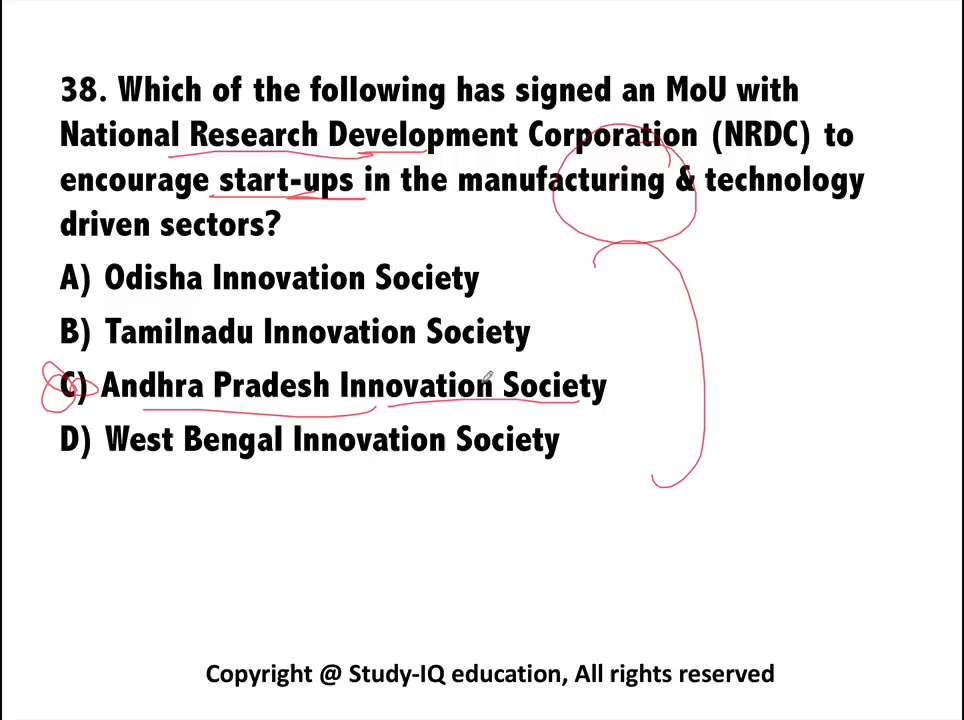 38. Which of the following has signed an MoU with
National Research Development Corporation (NRDC) to
encourage start-ups in the manufacturing & technology
driven sectors?
A) Odisha Innovation Society
B) Tamilnadu Innovation Society
C) Andhra Pradesh Innovation Society
D) West Bengal Innovation Society
Copyright @ Study-IQ education, All rights reserved